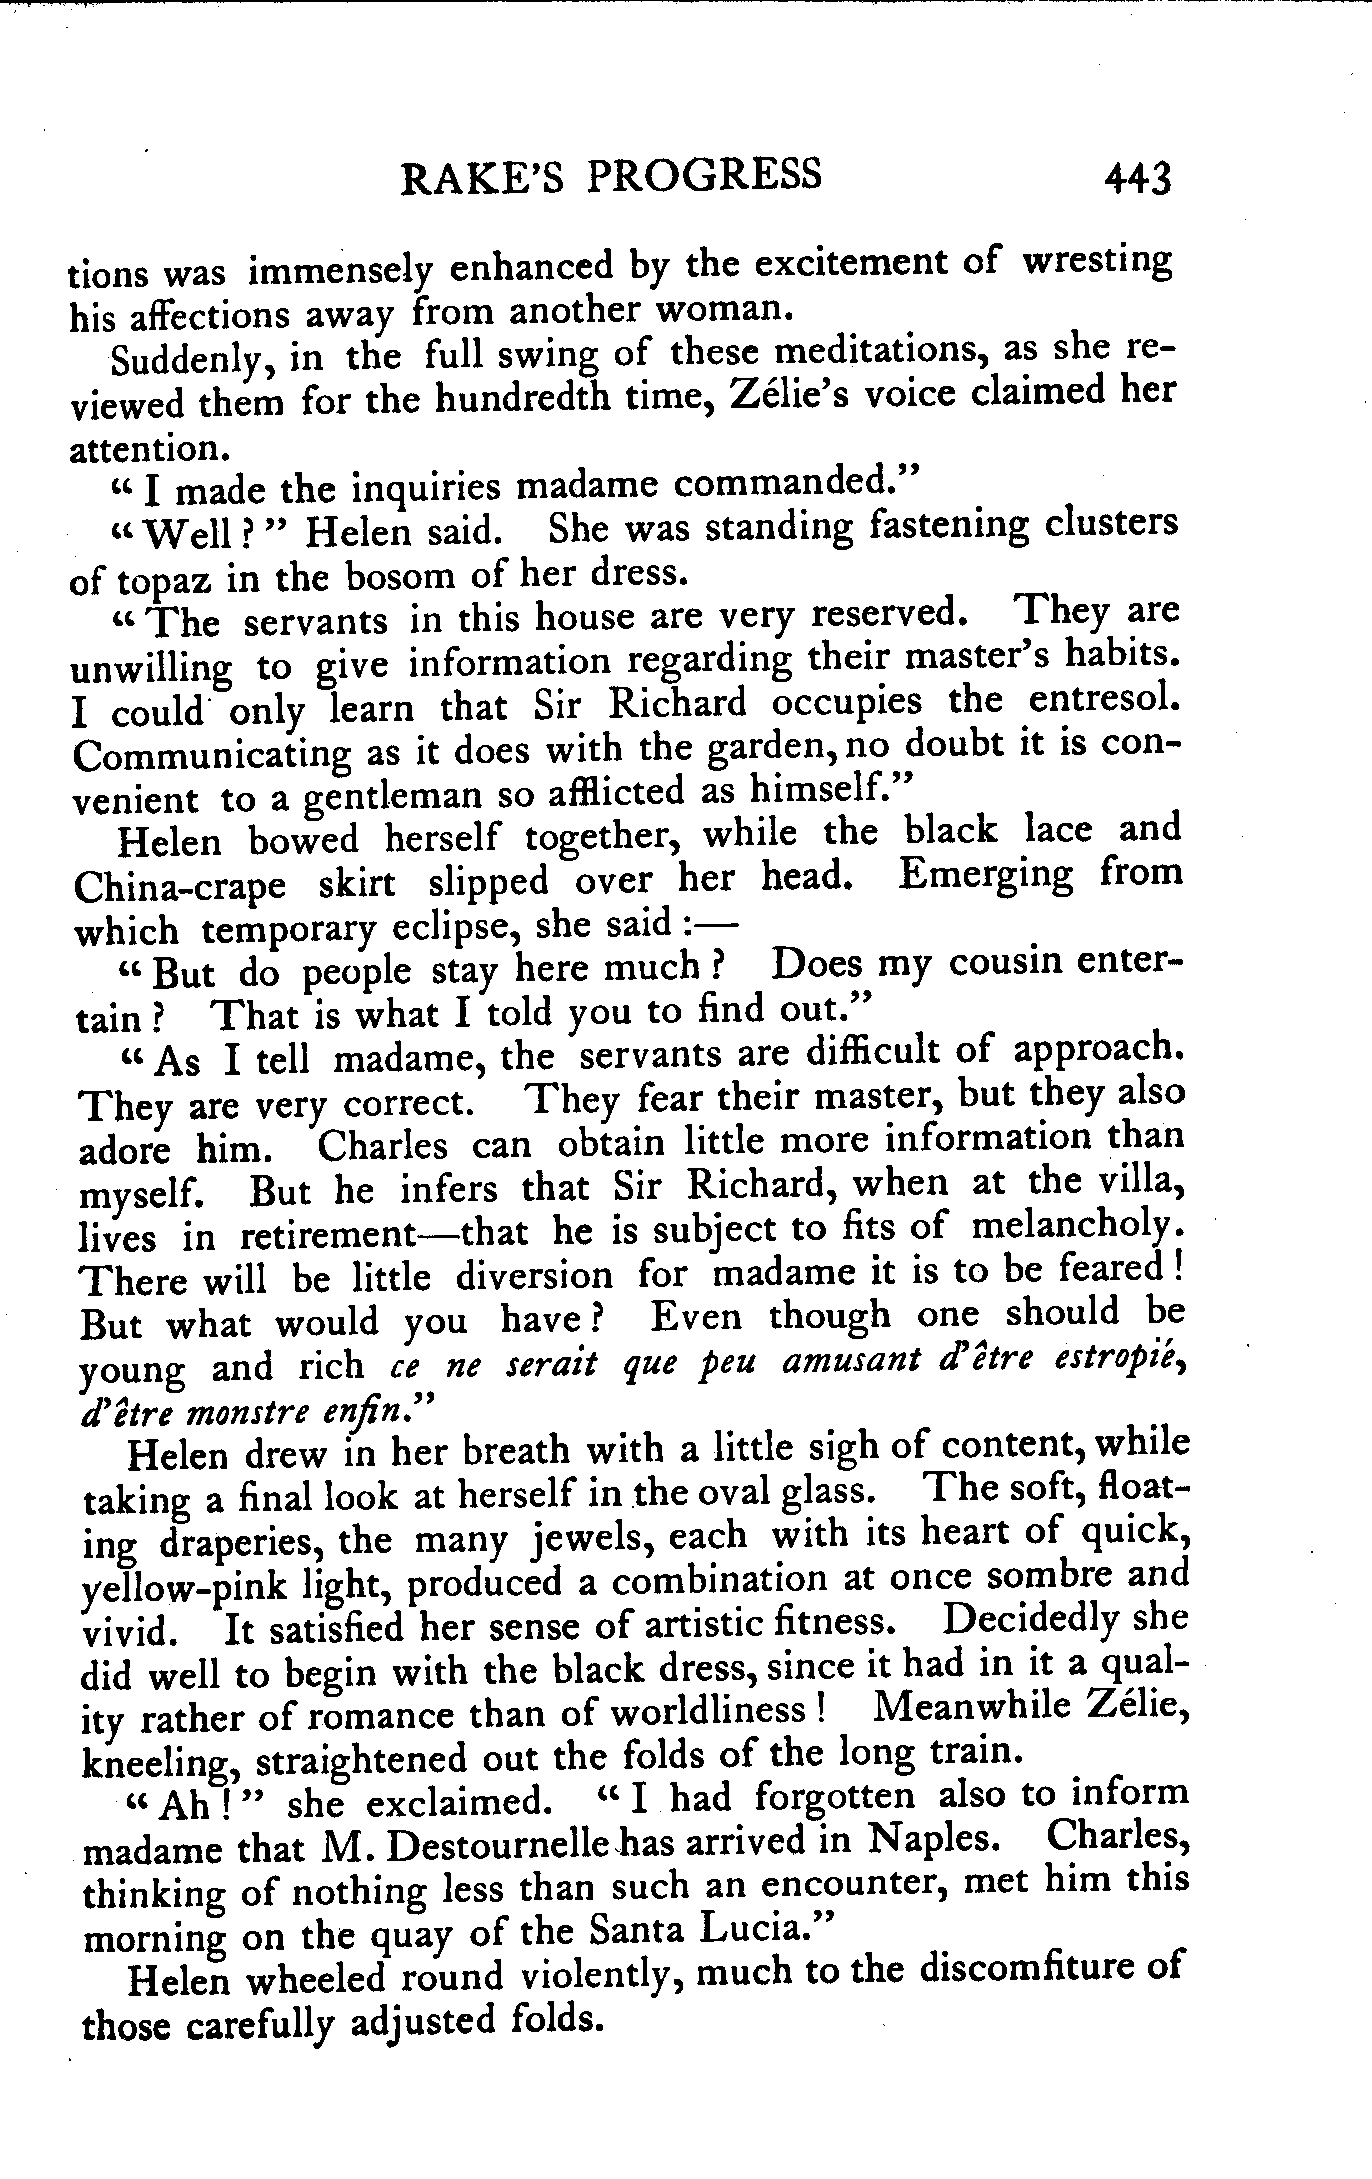 RAKE'S PROGRESS 443
tions was immensely enhanced by the excitement of wresting
his affections away from another woman.
Suddenly, in the full swing of these meditations, as she re-
viewed them for the hundredth time, Zélie's voice claimed her
attention.
“ I made the inquiries madame commanded.”
“ Well ? ” Helen said. She was standing fastening clusters
of topaz in the bosom of her dress.
“ The servants in this house are very reserved. They are
unwilling to give information regarding their master's habits.
I could only learn that Sir Richard occupies the entresol.
Communicating as it does with the garden, no doubt it is con-
venient to a gentleman so afflicted as himself.”
Helen bowed herself together, while the black lace and
China-crape skirt slipped over her head. Emerging from
which temporary eclipse, she said :—
“ But do people stay here much ? Does my cousin enter-
tain ? That is what I told you to find out.”
“ As I tell madame, the servants are difficult of approach.
They are very correct. They fear their master, but they also
adore him. Charles can obtain little more information than
myself. But he infers that Sir Richard, when at the villa,
lives in retirement—that he is subject to fits of melancholy.
There will be little diversion for madame it is to be feared !
But what would you have ? Even though one should be
young and rich ce ne serait que peu amusant d'être estropié,
d'être monstre enfin.”
Helen drew in her breath with a little sigh of content, while
taking a final look at herself in the oval glass. The soft, float-
ing draperies, the many jewels, each with its heart of quick,
yellow-pink light, produced a combination at once sombre and
vivid. It satisfied her sense of artistic fitness. Decidedly she
did well to begin with the black dress, since it had in it a qual-
ity rather of romance than of worldliness ! Meanwhile Zélie,
kneeling, straightened out the folds of the long train.
“ Ah ! ” she exclaimed. “ I had forgotten also to inform
madame that M. Destournelle has arrived in Naples. Charles,
thinking of nothing less than such an encounter, met him this
morning on the quay of the Santa Lucia.”
Helen wheeled round violently, much to the discomfiture of
those carefully adjusted folds.